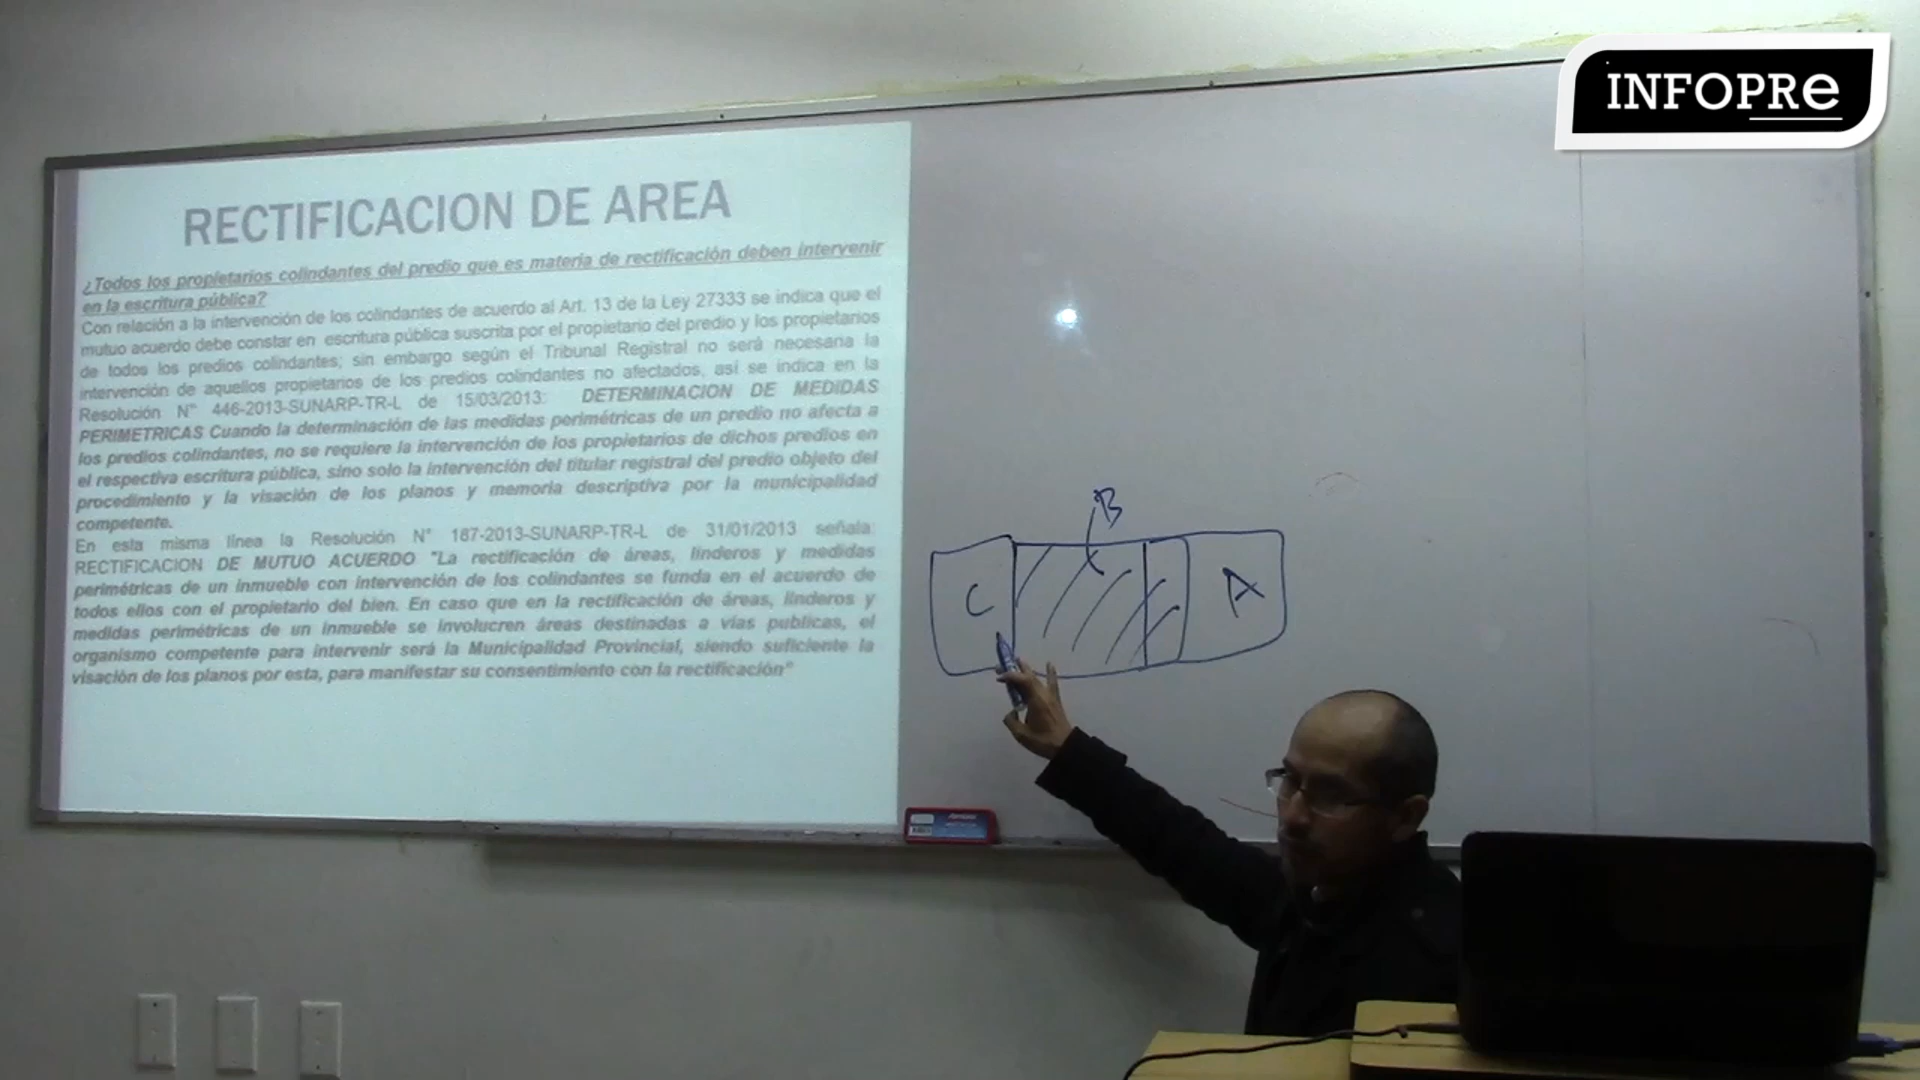 INFOPRe
RECTIFICACION DE AREA
¿Todos los propietarios colindantes del predio que es materia de rectificación deben intervenir
en la escritura pública?
Con relación a la intervención de los colindantes de acuerdo al Art. 13 de la Ley 27333 se indica que el
mutuo acuerdo debe constar en escritura pública suscrita por el propietario del predio y los propietarios
de todos los predios colindantes; sin embargo según el Tribunal Registral no será necesaria la
intervención de aquellos propietarios de los predios colindantes no afectados, así se indica en la
Resolución N° 446-2013-SUNARP-TR-L de 15/03/2013: DETERMINACION DE MEDIDAS
PERIMETRICAS Cuando la determinación de las medidas perimétricas de un predio no afecta a
los predios colindantes, no se requiere la intervención de los propietarios de dichos predios en
el respectiva escritura pública, sino solo la intervención del titular registral del predio objeto del
procedimiento y la visación de los planos y memoria descriptiva por la municipalidad
competente.
En esta misma línea la Resolución N° 187-2013-SUNARP-TR-L de 31/01/2013 señala:
RECTIFICACION DE MUTUO ACUERDO "La rectificación de áreas, linderos y medidas
perimétricas de un inmueble con intervención de los colindantes se funda en el acuerdo de
todos ellos con el propietario del bien. En caso que en la rectificación de áreas, linderos y
medidas perimétricas de un inmueble se involucren áreas destinadas a vías publicas, el
organismo competente para intervenir será la Municipalidad Provincial, siendo suficiente la
visación de los planos por esta, para manifestar su consentimiento con la rectificación"
B
C
A